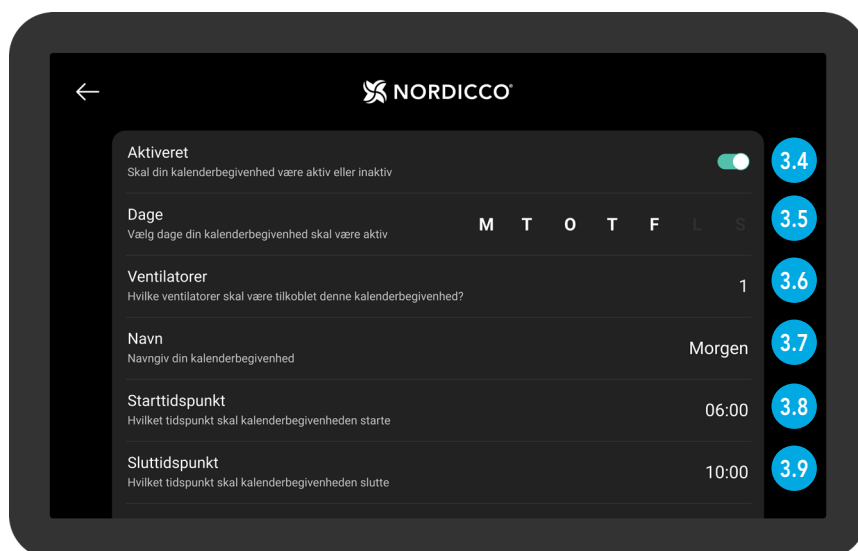 NORDICCO®
Aktiveret
Skal din kalenderbegivenhed være aktiv eller inaktiv
3.4
Dage
Vælg dage din kalenderbegivenhed skal være aktiv
M T O T F L S
3.5
Ventilatorer
Hvilke ventilatorer skal være tilkoblet denne kalenderbegivenhed?
1
3.6
Navn
Navngiv din kalenderbegivenhed
Morgen
3.7
Starttidspunkt
Hvilket tidspunkt skal kalenderbegivenheden starte
06:00
3.8
Sluttidspunkt
Hvilket tidspunkt skal kalenderbegivenheden slutte
10:00
3.9